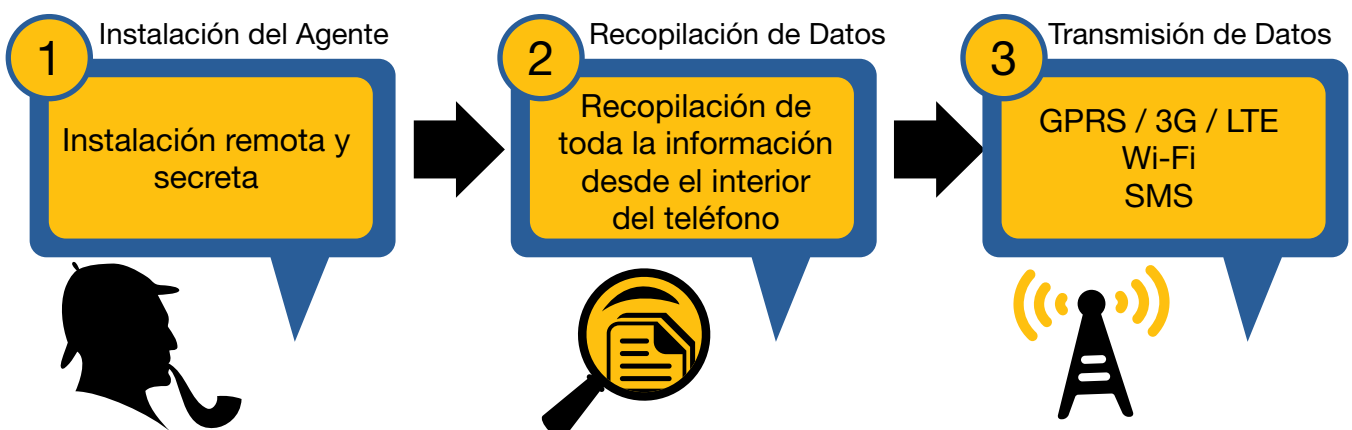 1
Instalación del Agente
Instalación remota y
secreta
2
Recopilación de Datos
Recopilación de
toda la información
desde el interior
del teléfono
3
Transmisión de Datos
GPRS / 3G / LTE
Wi-Fi
SMS